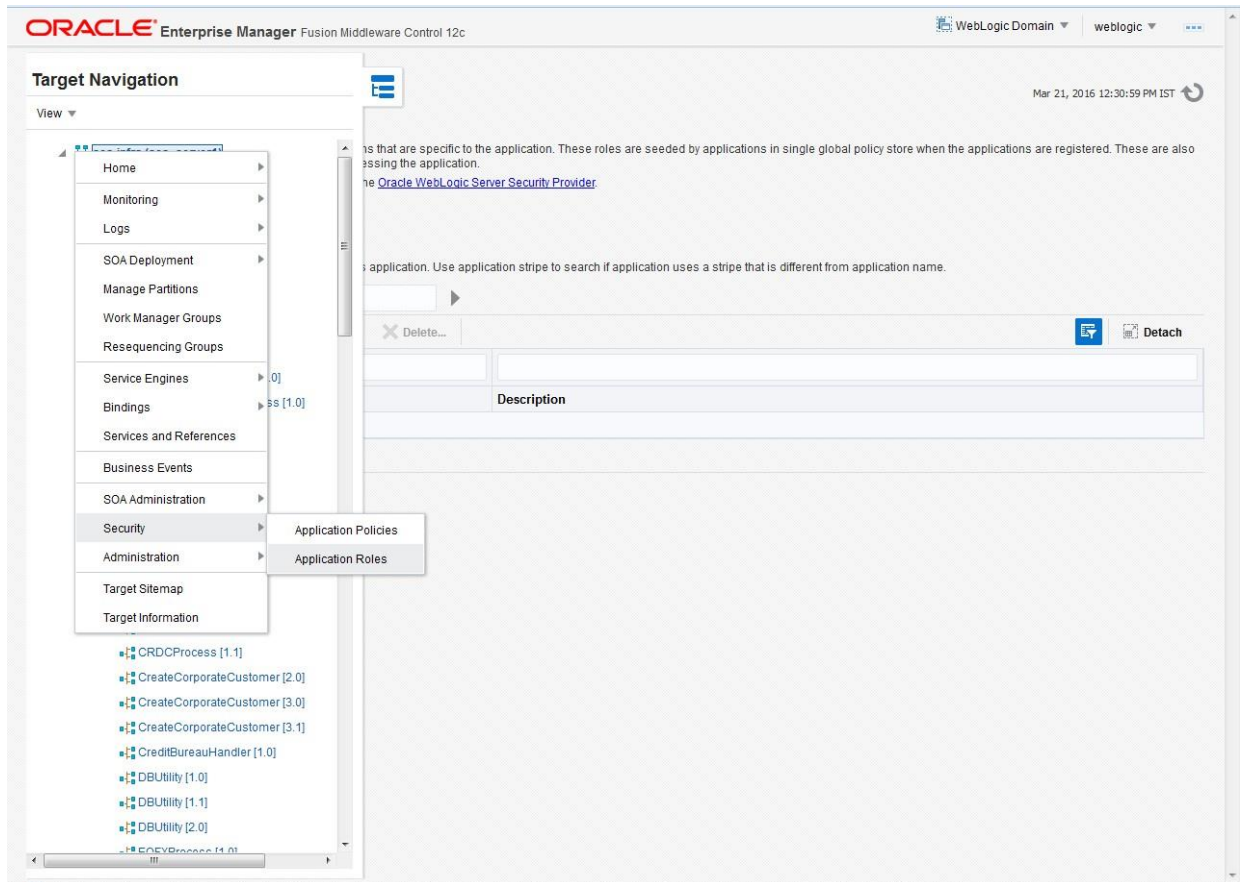 ORACLE Enterprise Manager Fusion Middleware Control 12c
WebLogic Domain
weblogic
Target Navigation
View
Mar 21, 2016 12:30:59 PM IST
ns that are specific to the application. These roles are seeded by applications in single global policy store when the applications are registered. These are also
essing the application.
Oracle WebLogic Server Security Provider.
s application. Use application stripe to search if application uses a stripe that is different from application name.
Delete...
Detach
Description
Home
Monitoring
Logs
SOA Deployment
Manage Partitions
Work Manager Groups
Resequencing Groups
Service Engines
.0]
Bindings
ss [1.0]
Services and References
Business Events
SOA Administration
Security
Application Policies
Administration
Application Roles
Target Sitemap
Target Information
CRDCProcess [1.1]
CreateCorporateCustomer [2.0]
CreateCorporateCustomer [3.0]
CreateCorporateCustomer [3.1]
CreditBureauHandler [1.0]
DBUtility [1.0]
DBUtility [1.1]
DBUtility [2.0]